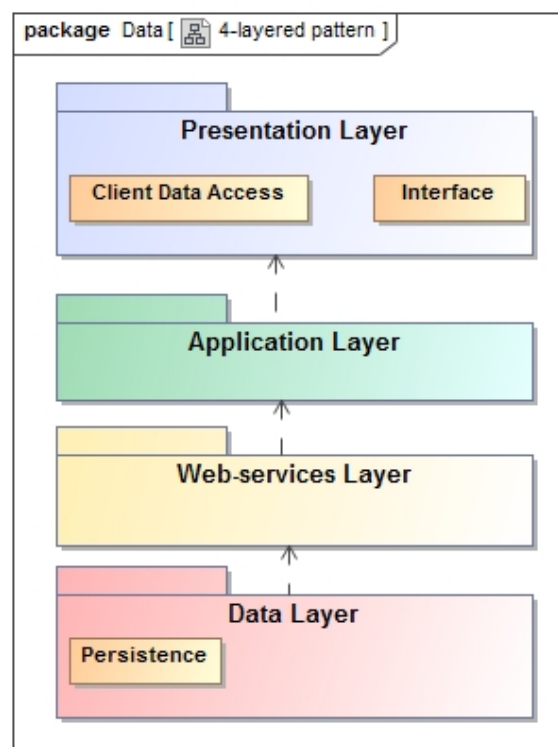 package Data [ 4-layered pattern ]
Presentation Layer
Client Data Access
Interface
Application Layer
Web-services Layer
Data Layer
Persistence